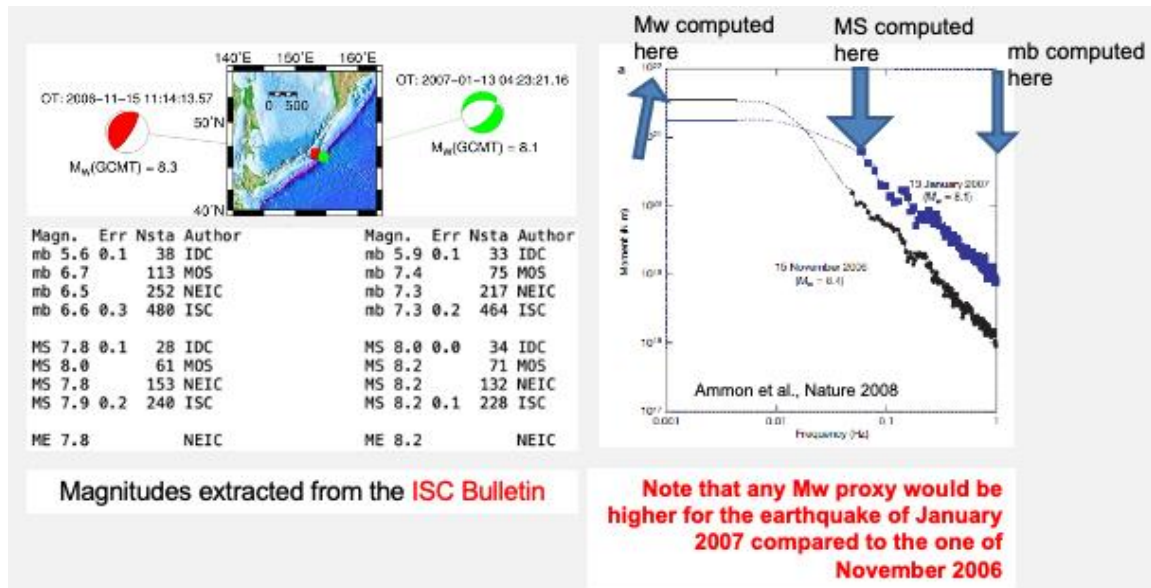 Mw computed
here
MS computed
here
mb computed
here
140°E 150°E 160°E
OT: 2006-11-15 11:14:13.57
OT: 2007-01-13 04:23:21.16
0 500
50°N
40°N
Mw(GCMT) = 8.3
Mw(GCMT) = 8.1
Magn. Err Nsta Author
mb 5.6 0.1 38 IDC
mb 6.7 113 MOS
mb 6.5 252 NEIC
mb 6.6 0.3 480 ISC
MS 7.8 0.1 28 IDC
MS 8.0 61 MOS
MS 7.8 153 NEIC
MS 7.9 0.2 240 ISC
ME 7.8 NEIC
Magn. Err Nsta Author
mb 5.9 0.1 33 IDC
mb 7.4 75 MOS
mb 7.3 217 NEIC
mb 7.3 0.2 464 ISC
MS 8.0 0.0 34 IDC
MS 8.2 71 MOS
MS 8.2 132 NEIC
MS 8.2 0.1 228 ISC
ME 8.2 NEIC
Magnitudes extracted from the ISC Bulletin
a
13 January 2007
15 November 2006
Ammon et al., Nature 2008
0.001 0.01 0.1 1
Frequency (Hz)
Note that any Mw proxy would be
higher for the earthquake of January
2007 compared to the one of
November 2006